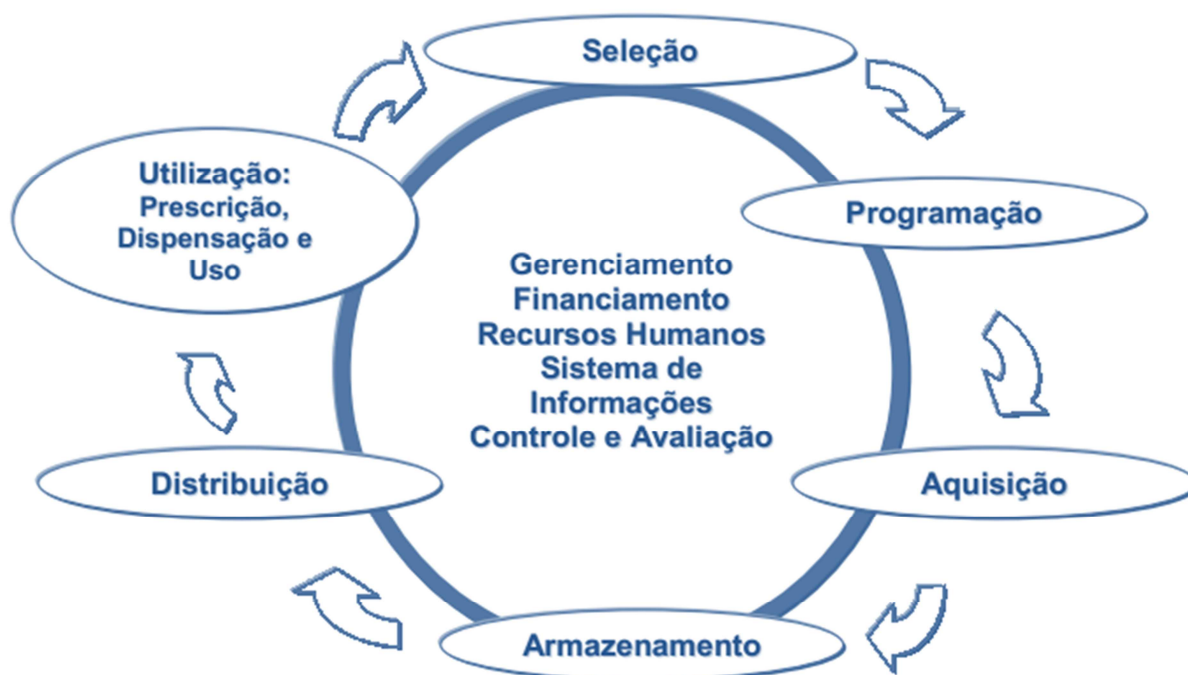 Seleção
Programação
Aquisição
Armazenamento
Distribuição
Utilização:
Prescrição,
Dispensação e
Uso
Gerenciamento
Financiamento
Recursos Humanos
Sistema de
Informações
Controle e Avaliação